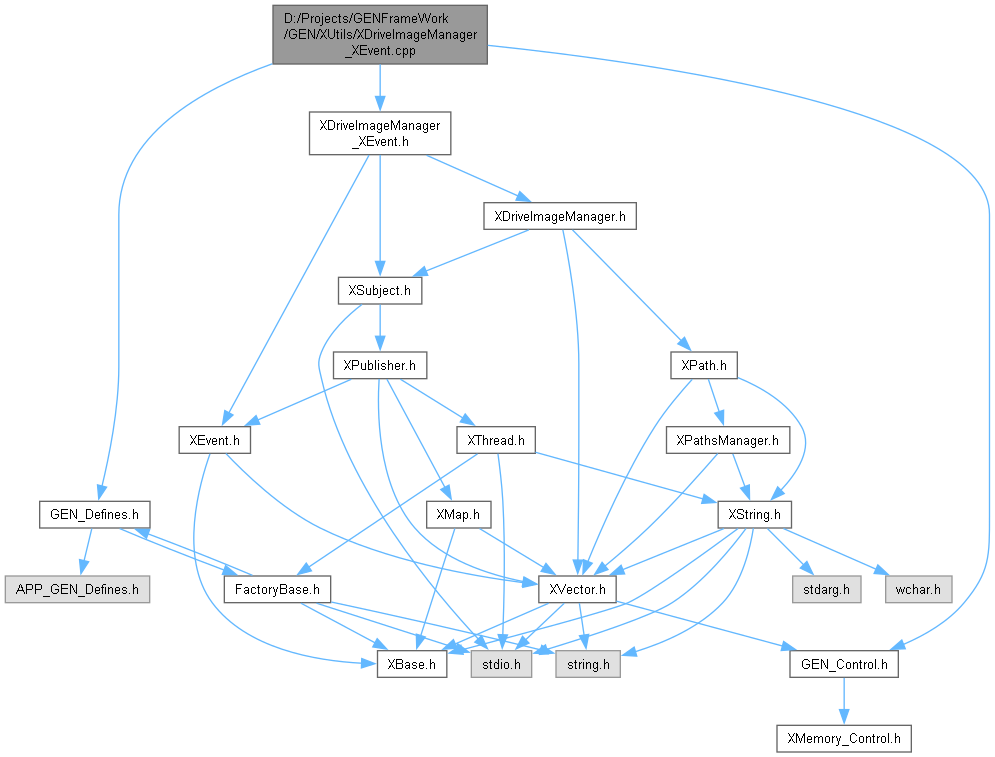 D:/Projects/GENFrameWork
/GEN/XUtils/XDriveImageManager
_XEvent.cpp
XDriveImageManager
_XEvent.h
XDriveImageManager.h
XSubject.h
XPublisher.h
XPath.h
XEvent.h
XThread.h
XPathsManager.h
GEN_Defines.h
XMap.h
XString.h
APP_GEN_Defines.h
FactoryBase.h
XVector.h
stdarg.h
wchar.h
XBase.h
stdio.h
string.h
GEN_Control.h
XMemory_Control.h